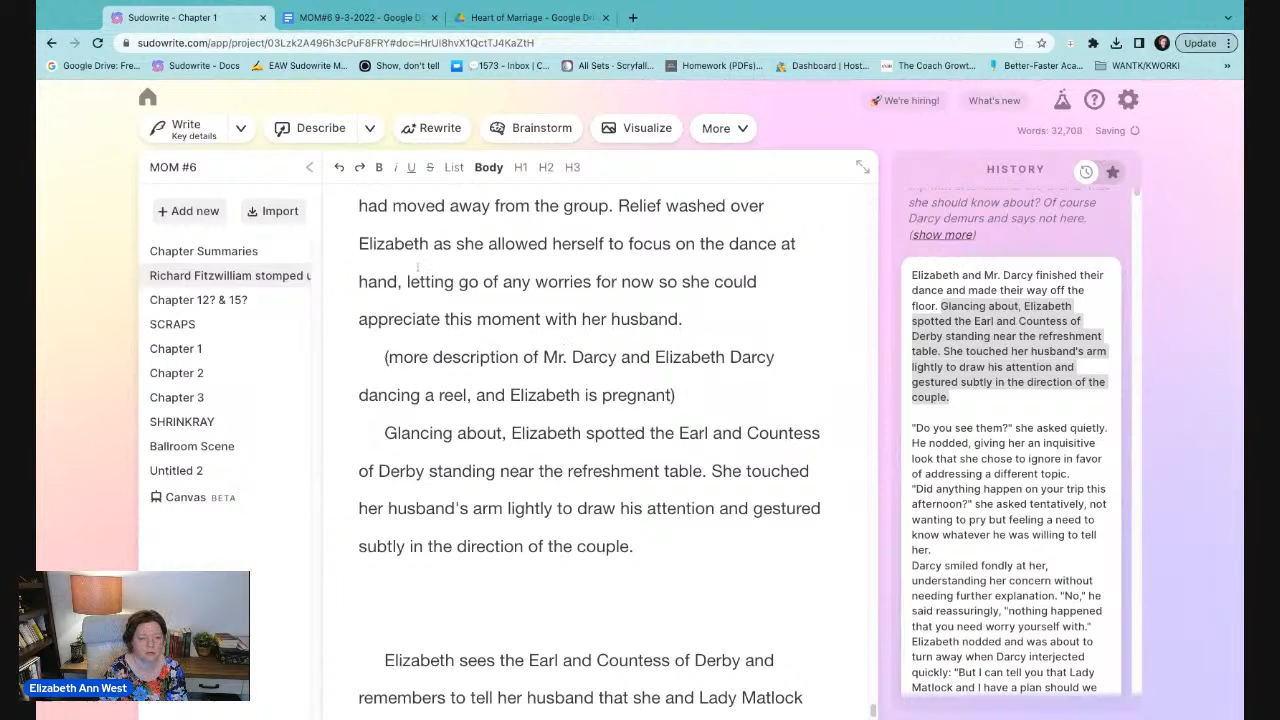 Sudowrite - Chapter 1
MOM#6 9-3-2022 - Google D
Heart of Marriage - Google Dr
sudowrite.com/app/project/03Lzk2A496h3cPuF8FRY#doc=HrUi8hvX1QctTJ4KaZtH
Update
Google Drive: Fre...
Sudowrite - Docs
EAW Sudowrite M...
Show, don't tell
1573 - Inbox | C...
All Sets · Scryfall...
Homework (PDFs)...
Dashboard | Host...
The Coach Growt...
Better-Faster Aca...
WANTK/KWORKI
»
We're hiring!
What's new
Write
Key details
Describe
Rewrite
Brainstorm
Visualize
More
Words: 32,708
Saving
MOM #6
B i U S List Body H1 H2 H3
HISTORY
+ Add new
Import
Chapter Summaries
Richard Fitzwilliam stomped u
Chapter 12? & 15?
SCRAPS
Chapter 1
Chapter 2
Chapter 3
SHRINKRAY
Ballroom Scene
Untitled 2
Canvas BETA
had moved away from the group. Relief washed over
Elizabeth as she allowed herself to focus on the dance at
hand, letting go of any worries for now so she could
appreciate this moment with her husband.
(more description of Mr. Darcy and Elizabeth Darcy
dancing a reel, and Elizabeth is pregnant)
Glancing about, Elizabeth spotted the Earl and Countess
of Derby standing near the refreshment table. She touched
her husband's arm lightly to draw his attention and gestured
subtly in the direction of the couple.
Elizabeth sees the Earl and Countess of Derby and
remembers to tell her husband that she and Lady Matlock
she should know about? Of course
Darcy demurs and says not here.
(show more)
Elizabeth and Mr. Darcy finished their
dance and made their way off the
floor. Glancing about, Elizabeth
spotted the Earl and Countess of
Derby standing near the refreshment
table. She touched her husband's arm
lightly to draw his attention and
gestured subtly in the direction of the
couple.
"Do you see them?" she asked quietly.
He nodded, giving her an inquisitive
look that she chose to ignore in favor
of addressing a different topic.
"Did anything happen on your trip this
afternoon?" she asked tentatively, not
wanting to pry but feeling a need to
know whatever he was willing to tell
her.
Darcy smiled fondly at her,
understanding her concern without
needing further explanation. "No," he
said reassuringly, "nothing happened
that you need worry yourself with."
Elizabeth nodded and was about to
turn away when Darcy interjected
quickly: "But I can tell you that Lady
Matlock and I have a plan should we
Elizabeth Ann West